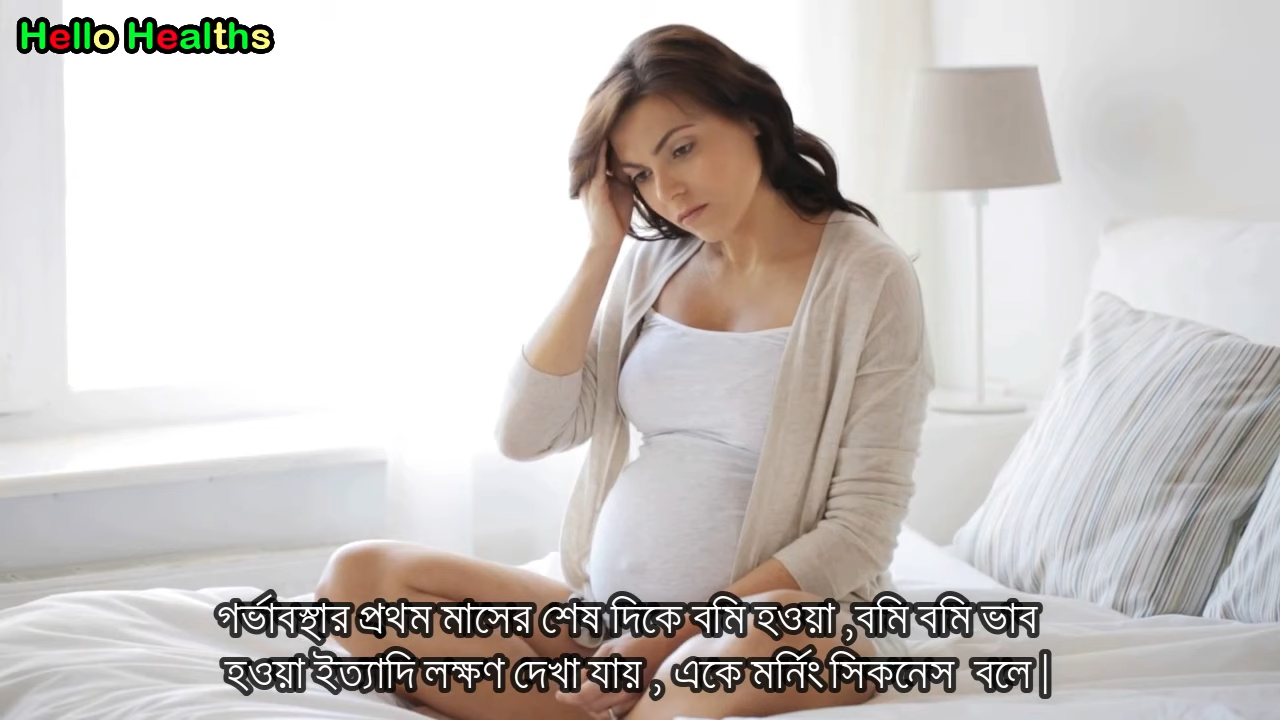 Hello Healths
গর্ভাবস্থার প্রথম মাসের শেষ দিকে বমি হওয়া ,বমি বমি ভাব
হওয়া ইত্যাদি লক্ষণ দেখা যায় , একে মর্নিং সিকনেস বলে|